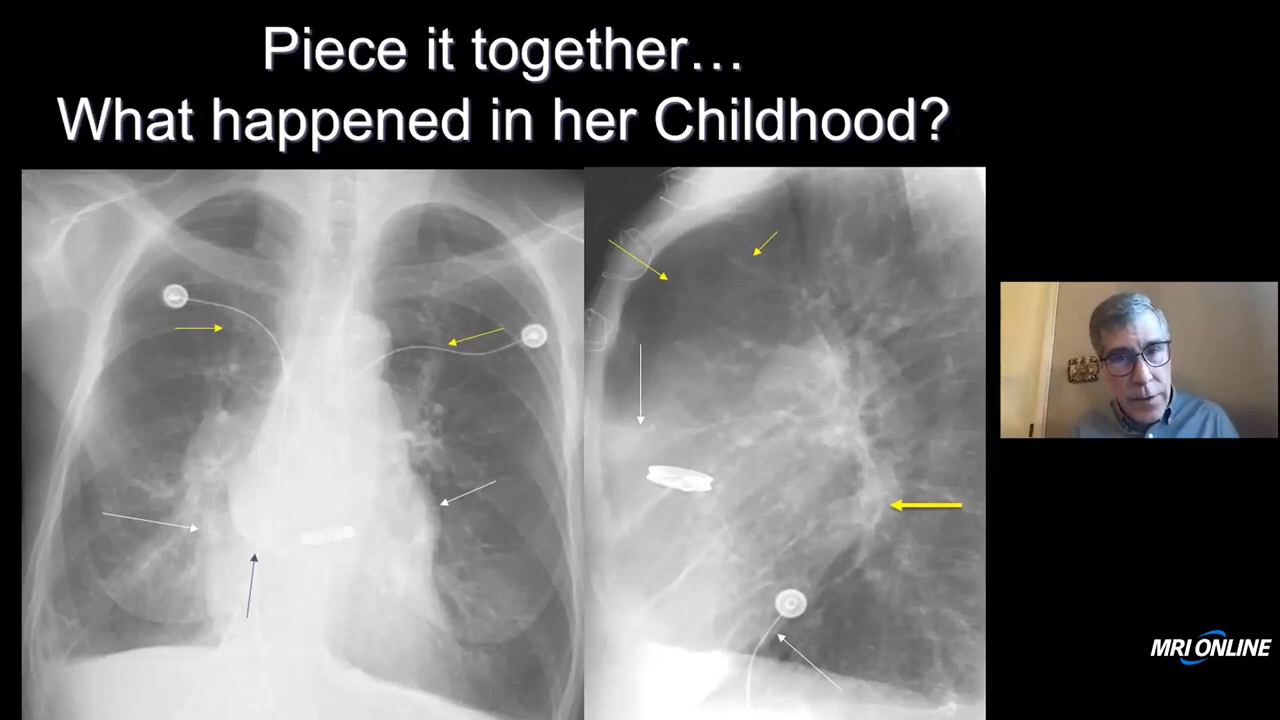 Piece it together…
What happened in her Childhood?
MRI ONLINE